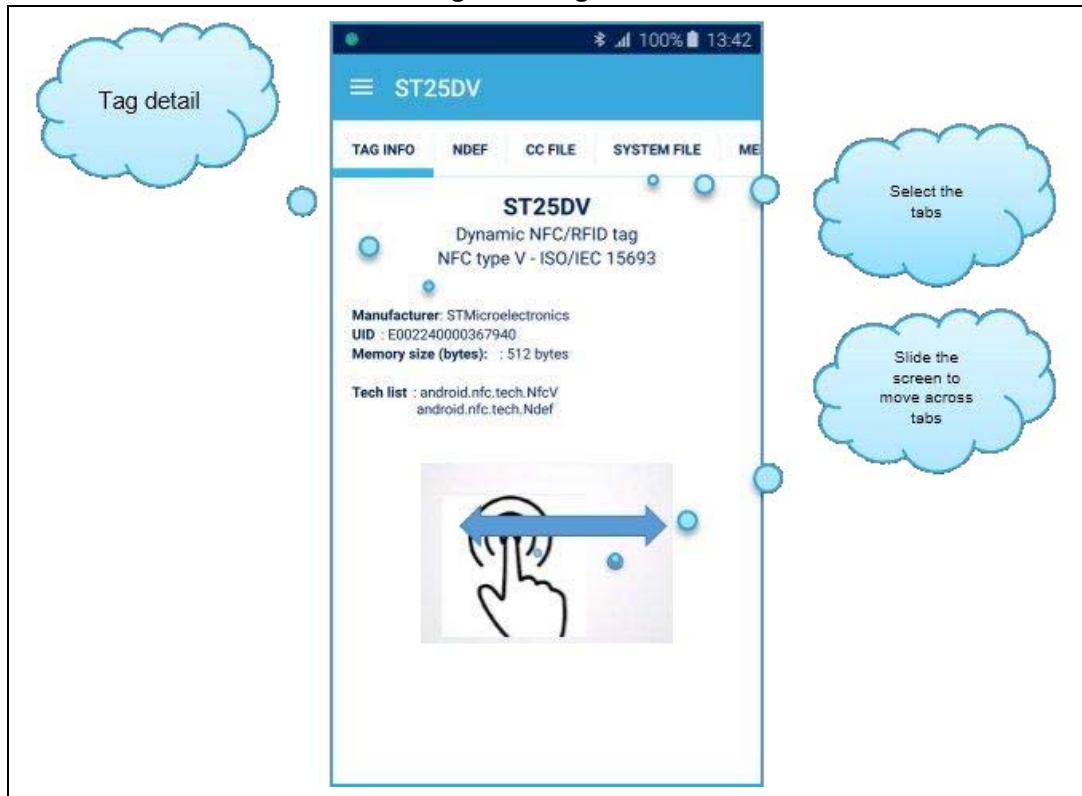 Tag detail
100% 13:42
ST25DV
TAG INFO NDEF CC FILE SYSTEM FILE ME
ST25DV
Dynamic NFC/RFID tag
NFC type V - ISO/IEC 15693
Manufacturer: STMicroelectronics
UID : E002240000367940
Memory size (bytes): : 512 bytes
Tech list : android.nfc.tech.NfcV
android.nfc.tech.Ndef
Select the
tabs
Slide the
screen to
move across
tabs